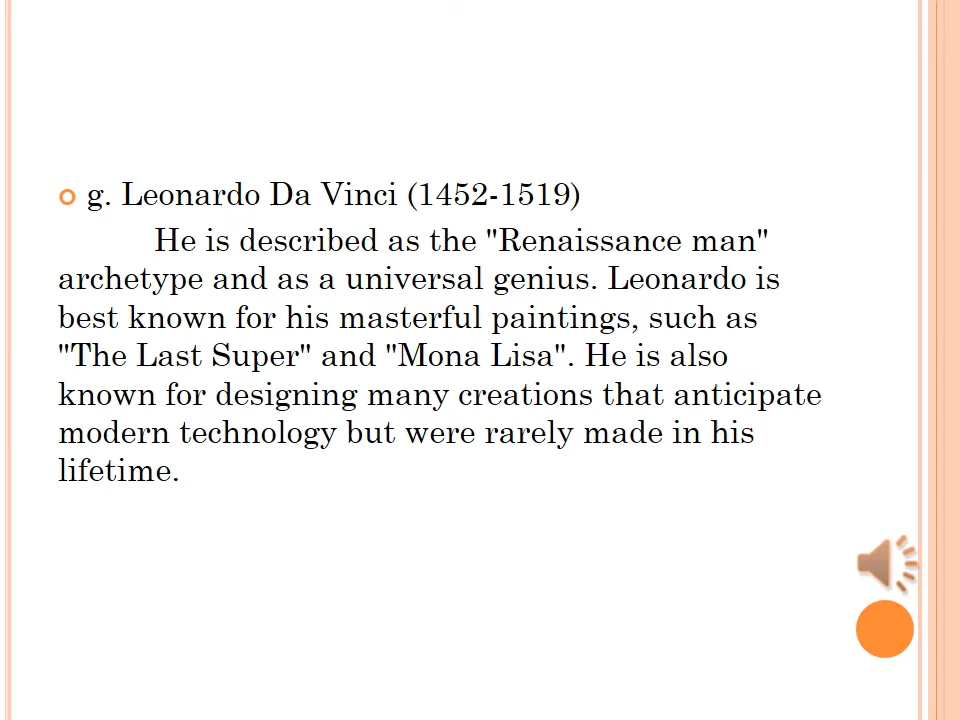 g. Leonardo Da Vinci (1452-1519)
He is described as the "Renaissance man"
archetype and as a universal genius. Leonardo is
best known for his masterful paintings, such as
"The Last Super" and "Mona Lisa". He is also
known for designing many creations that anticipate
modern technology but were rarely made in his
lifetime.